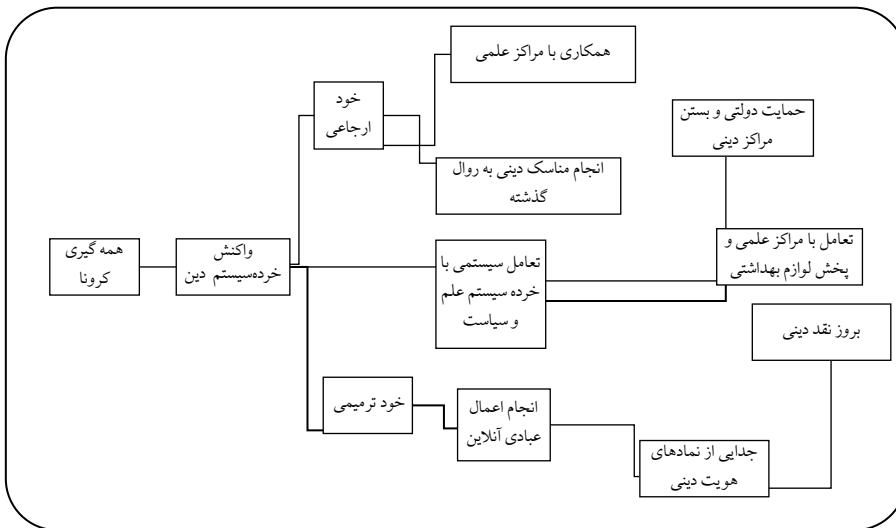 همکاری با مراکز علمی
خود
ارجاعی
حمایت دولتی و بستن
مراکز دینی
انجام مناسک دینی به روال
گذشته
همه گیری
کرونا
واکنش
خرده‌سیستم دین
تعامل سیستمی با
خرده سیستم علم
و سیاست
تعامل با مراکز علمی و
پخش لوازم بهداشتی
بروز نقد دینی
خود ترمیمی
انجام اعمال
عبادی آنلاین
جدایی از نمادهای
هویت دینی